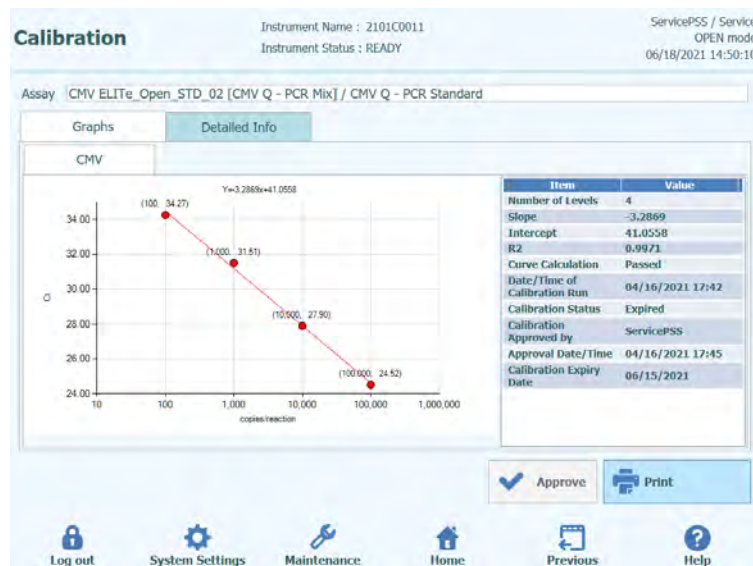 Calibration
Instrument Name : 2101C0011
Instrument Status : READY
ServicePSS / Service
OPEN mode
06/18/2021 14:50:10
Assay CMV ELITe_Open_STD_02 [CMV Q - PCR Mix] / CMV Q - PCR Standard
Graphs
Detailed Info
CMV
Y=-3.2869x+41.0558
(100, 34.27)
(1,000, 31.51)
(10,000, 27.90)
(100,000, 24.52)
34.00
32.00
30.00
28.00
26.00
24.00
Ct
10
100
1,000
10,000
100,000
1,000,000
copies/reaction
Item Value
Number of Levels 4
Slope -3.2869
Intercept 41.0558
R2 0.9971
Curve Calculation Passed
Date/Time of
Calibration Run 04/16/2021 17:42
Calibration Status Expired
Calibration
Approved by ServicePSS
Approval Date/Time 04/16/2021 17:45
Calibration Expiry
Date 06/15/2021
Approve
Print
Log out
System Settings
Maintenance
Home
Previous
Help